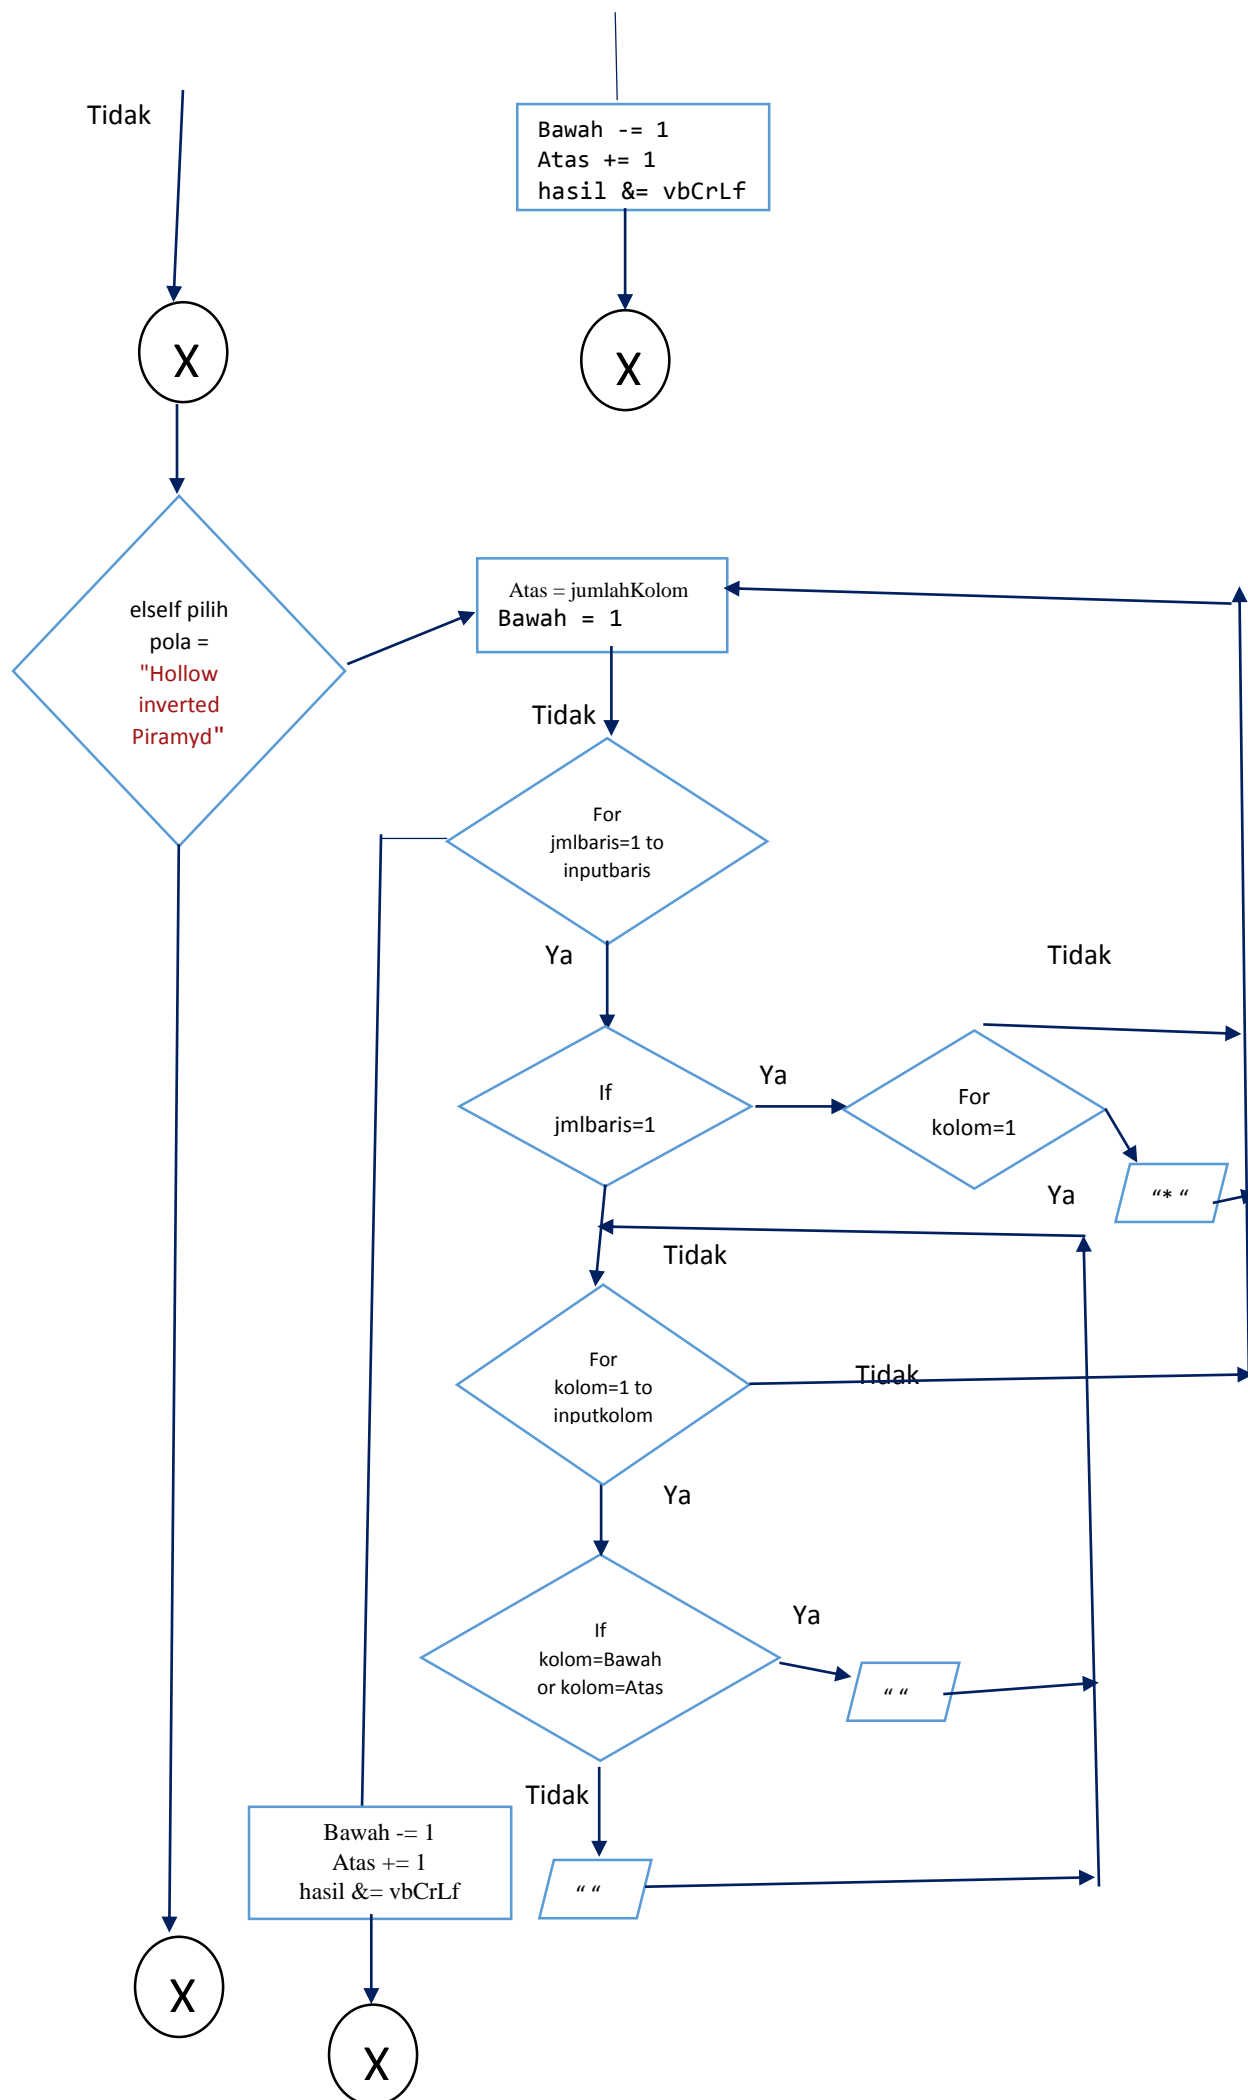 Tidak
Bawah -= 1
Atas += 1
hasil &= vbCrLf
X
X
elseIf pilih
pola =
"Hollow
inverted
Piramyd"
Atas = jumlahKolom
Bawah = 1
Tidak
For
jmlbaris=1 to
inputbaris
Ya
Tidak
If
jmlbaris=1
Ya
For
kolom=1
Ya
“* “
Tidak
For
kolom=1 to
inputkolom
Tidak
Ya
If
kolom=Bawah
or kolom=Atas
Ya
“ “
Tidak
Bawah -= 1
Atas += 1
hasil &= vbCrLf
“ “
X
X